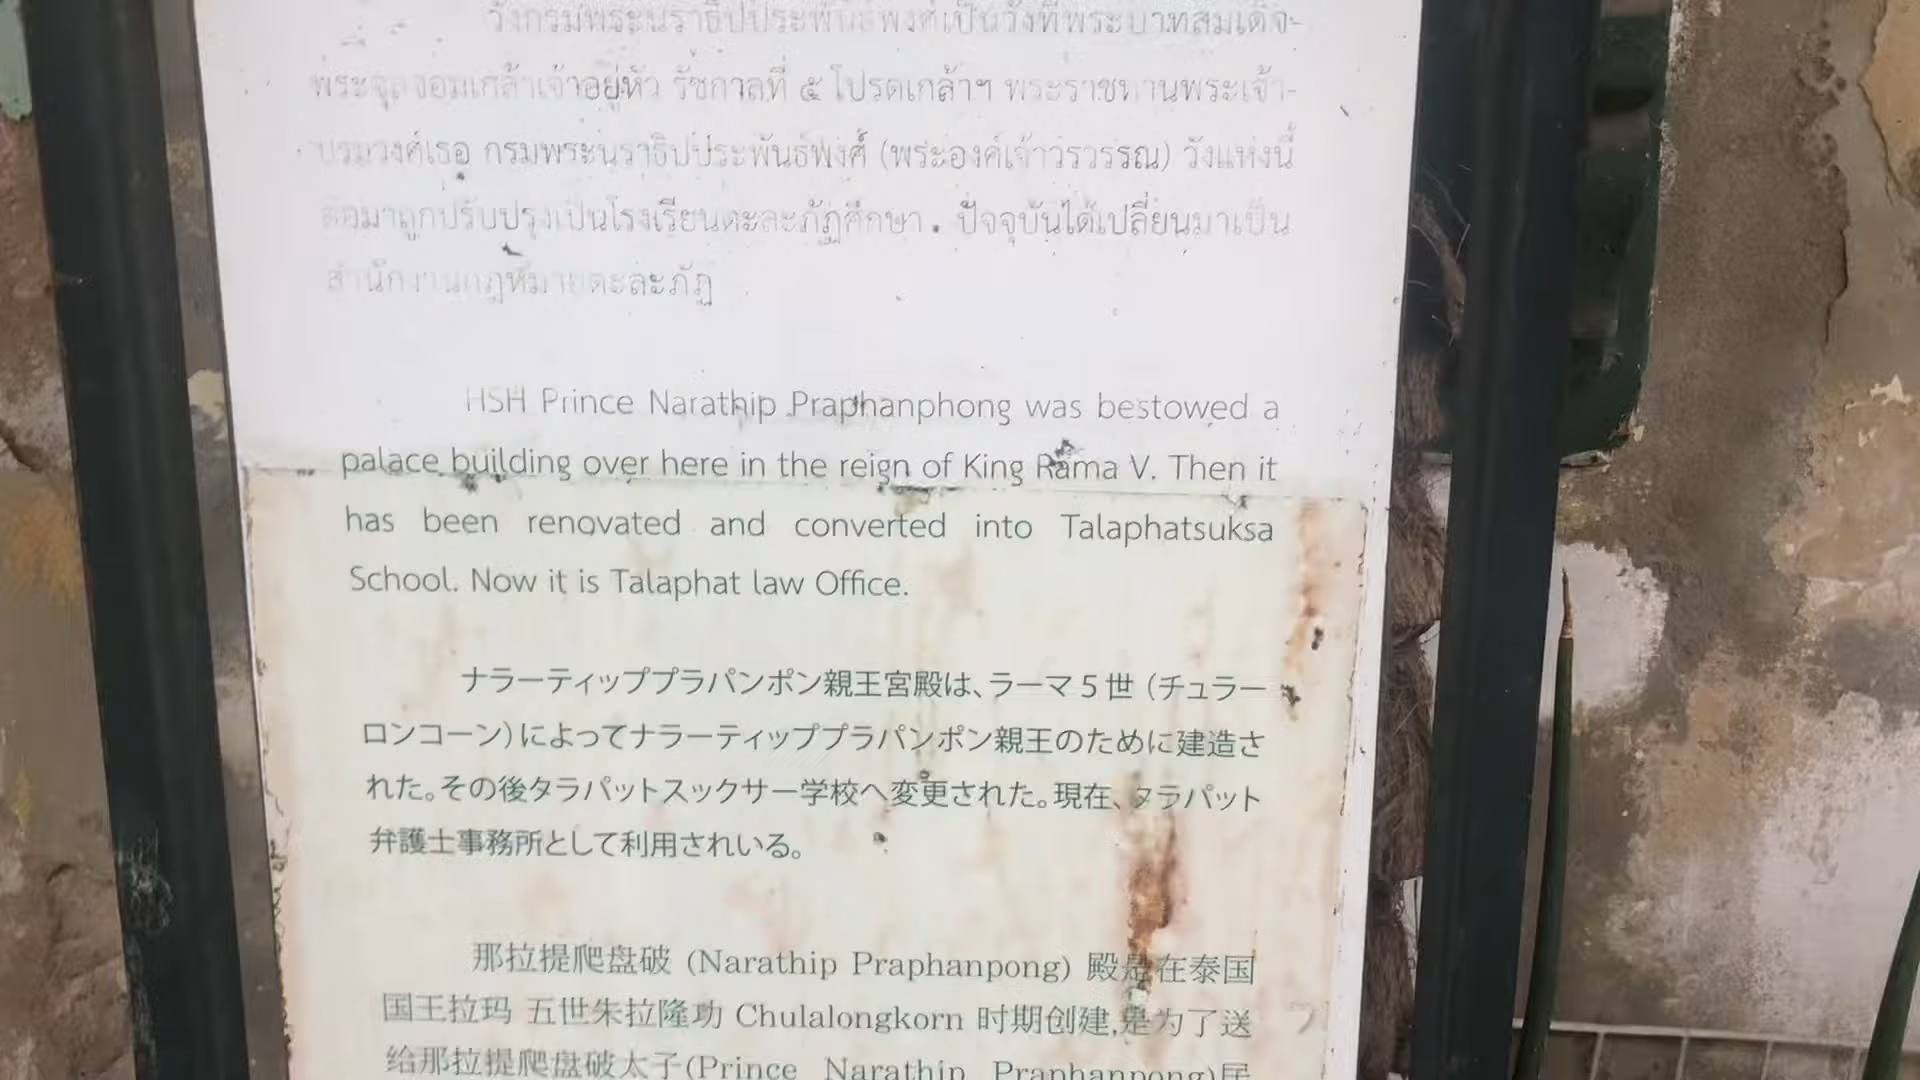 วังกรมพระนราธิปประพันธ์พงศ์เป็นวังที่พระบาทสมเด็จ-
พระจุลจอมเกล้าเจ้าอยู่หัว รัชกาลที่ ๕ โปรดเกล้าฯ พระราชทานพระเจ้า-
บรมวงศ์เธอ กรมพระนราธิปประพันธ์พงศ์ (พระองค์เจ้าวรวรรณ) วังแห่งนี้
ต่อมาถูกปรับปรุงเป็นโรงเรียนตะละภัฏศึกษา. ปัจจุบันได้เปลี่ยนมาเป็น
สำนักงานกฎหมายตะละภัฏ
HSH Prince Narathip Praphanphong was bestowed a
palace building over here in the reign of King Rama V. Then it
has been renovated and converted into Talaphatsuksa
School. Now it is Talaphat law Office.
ナラーティッププラパンポン親王宮殿は、ラーマ5世(チュラー
ロンコーン)によってナラーティッププラパンポン親王のために建造さ
れた。その後タラパットスックサー学校へ変更された。現在、タラパット
弁護士事務所として利用されいる。
那拉提爬盘破 (Narathip Praphanpong) 殿是在泰国
国王拉玛 五世朱拉隆功 Chulalongkorn 时期创建,是为了送
给那拉提爬盘破太子(Prince Narathip Praphanpong)居